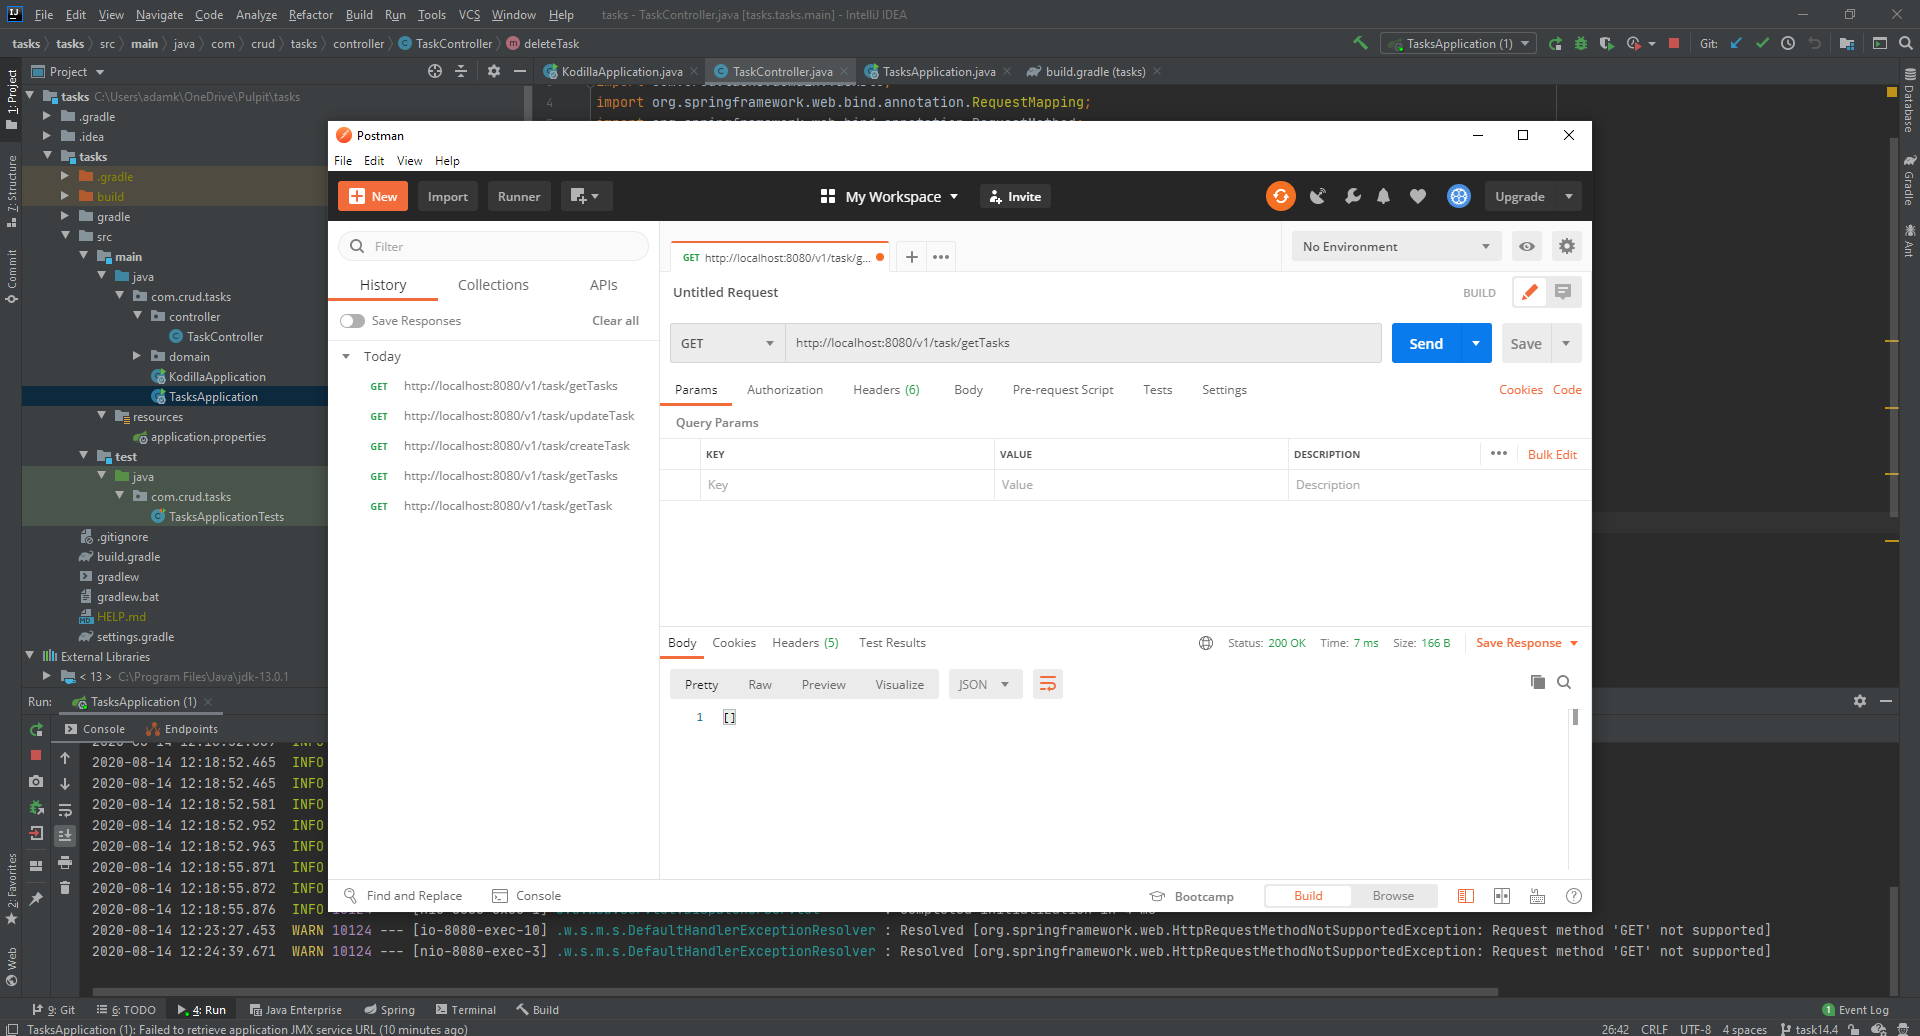 File Edit View Navigate Code Analyze Refactor Build Run Tools VCS Window Help tasks - TaskController.java [tasks.tasks.main] - IntelliJ IDEA
tasks tasks src main java com crud tasks controller TaskController deleteTask TasksApplication (1) Git:
1: Project
7: Structure
Commit
2: Favorites
Web
Project
KodillaApplication.java TaskController.java TasksApplication.java build.gradle (tasks)
tasks C:\Users\adamk\OneDrive\Pulpit\tasks
.gradle
.idea
tasks
.gradle
build
gradle
src
main
java
com.crud.tasks
controller
TaskController
domain
KodillaApplication
TasksApplication
resources
application.properties
test
java
com.crud.tasks
TasksApplicationTests
.gitignore
build.gradle
gradlew
gradlew.bat
HELP.md
settings.gradle
External Libraries
< 13 > C:\Program Files\Java\jdk-13.0.1
4 import org.springframework.web.bind.annotation.RequestMapping;
Database
Gradle
Ant
Postman
File Edit View Help
New Import Runner My Workspace Invite Upgrade
Filter
History Collections APIs
Save Responses Clear all
Today
GET http://localhost:8080/v1/task/getTasks
GET http://localhost:8080/v1/task/updateTask
GET http://localhost:8080/v1/task/createTask
GET http://localhost:8080/v1/task/getTasks
GET http://localhost:8080/v1/task/getTask
GET http://localhost:8080/v1/task/g... No Environment
Untitled Request BUILD
GET http://localhost:8080/v1/task/getTasks Send Save
Params Authorization Headers (6) Body Pre-request Script Tests Settings Cookies Code
Query Params
KEY VALUE DESCRIPTION Bulk Edit
Key Value Description
Body Cookies Headers (5) Test Results Status: 200 OK Time: 7 ms Size: 166 B Save Response
Pretty Raw Preview Visualize JSON
1 []
Find and Replace Console Bootcamp Build Browse
Run: TasksApplication (1)
Console Endpoints
2020-08-14 12:18:52.465 INFO
2020-08-14 12:18:52.465 INFO
2020-08-14 12:18:52.581 INFO
2020-08-14 12:18:52.952 INFO
2020-08-14 12:18:52.963 INFO
2020-08-14 12:18:55.871 INFO
2020-08-14 12:18:55.872 INFO
2020-08-14 12:18:55.876 INFO
2020-08-14 12:23:27.453 WARN 10124 --- [io-8080-exec-10] .w.s.m.s.DefaultHandlerExceptionResolver : Resolved [org.springframework.web.HttpRequestMethodNotSupportedException: Request method 'GET' not supported]
2020-08-14 12:24:39.671 WARN 10124 --- [nio-8080-exec-3] .w.s.m.s.DefaultHandlerExceptionResolver : Resolved [org.springframework.web.HttpRequestMethodNotSupportedException: Request method 'GET' not supported]
9: Git 6: TODO 4: Run Java Enterprise Spring Terminal Build 1 Event Log
TasksApplication (1): Failed to retrieve application JMX service URL (10 minutes ago) 26:42 CRLF UTF-8 4 spaces task14.4